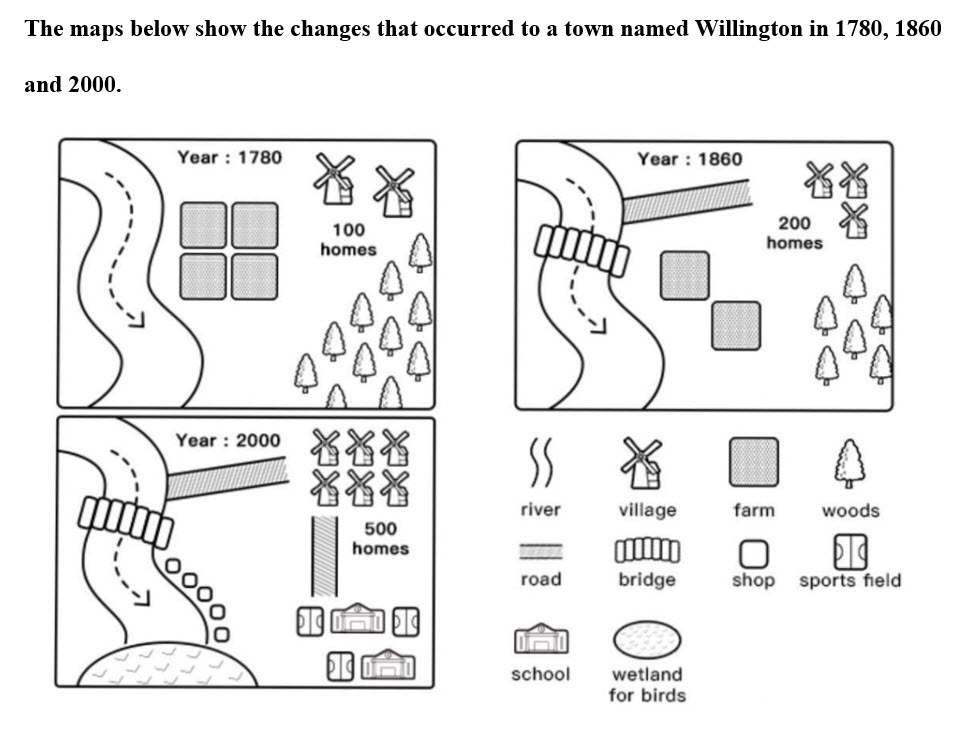 The maps below show the changes that occurred to a town named Willington in 1780, 1860
and 2000.
Year : 1780
100
homes
Year : 1860
200
homes
Year : 2000
500
homes
river
village
farm
woods
road
bridge
shop
sports field
school
wetland
for birds